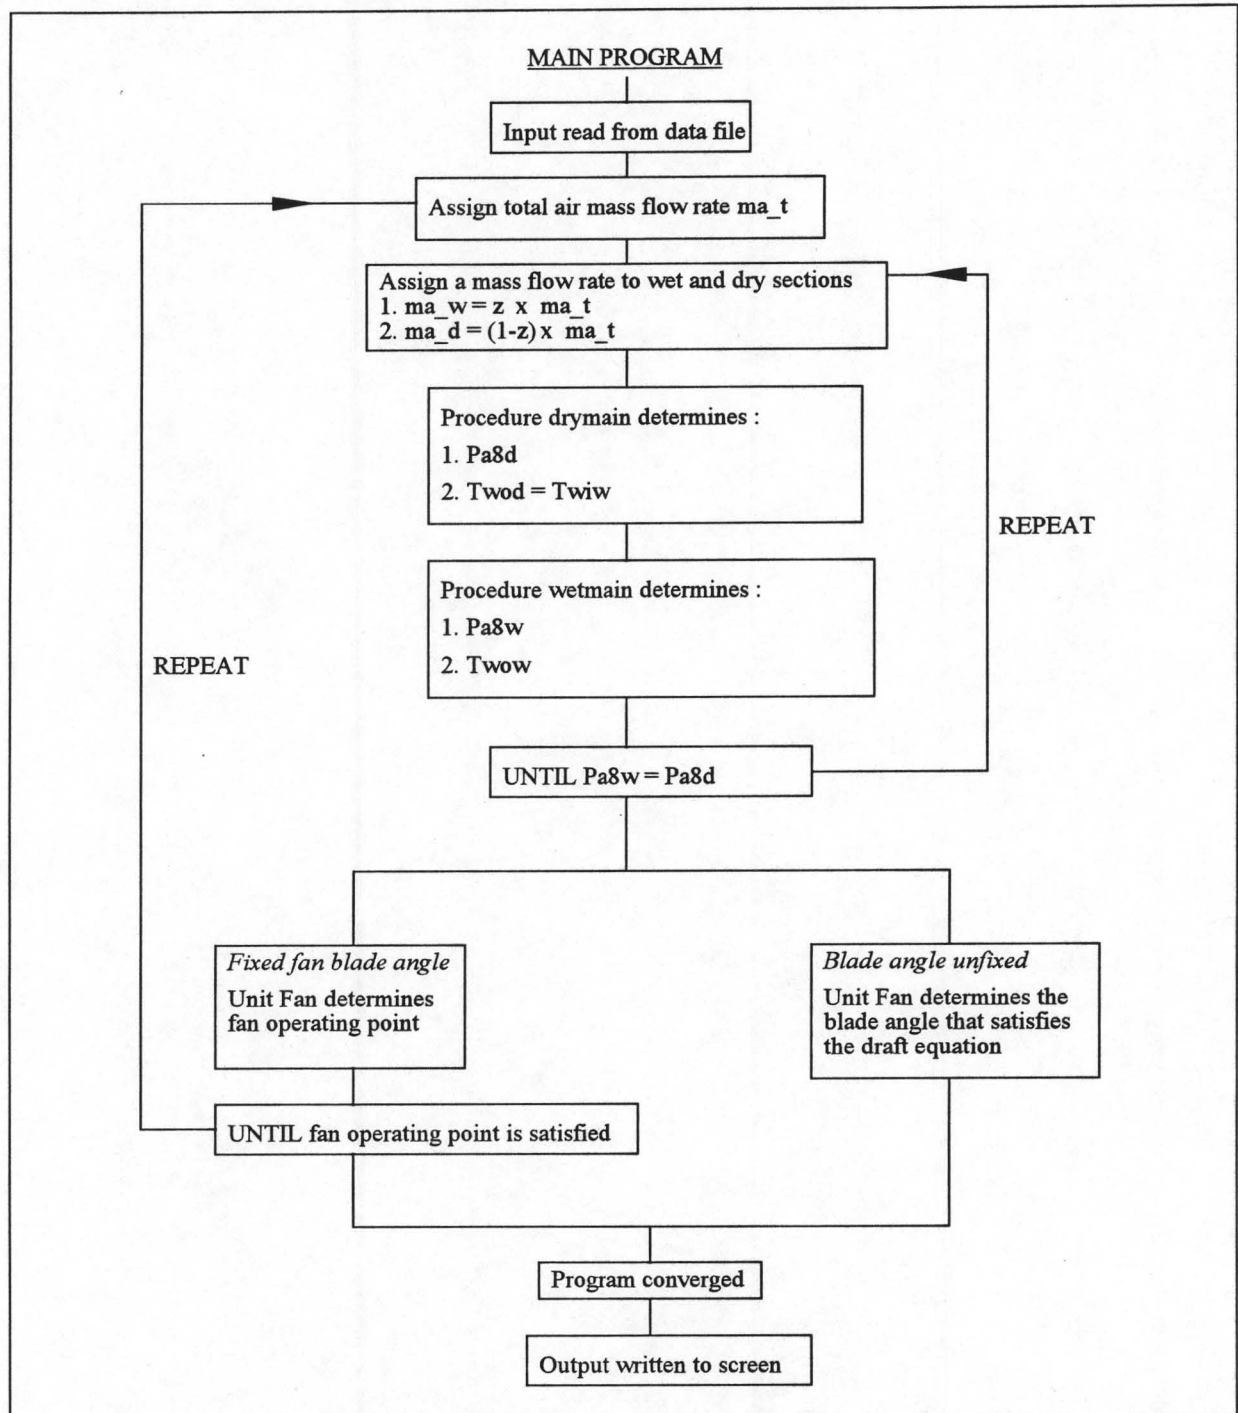 MAIN PROGRAM
Input read from data file
Assign total air mass flow rate ma_t
Assign a mass flow rate to wet and dry sections
1. ma_w = z x ma_t
2. ma_d = (1-z) x ma_t
Procedure drymain determines :
1. Pa8d
2. Twod = Twiw
REPEAT
Procedure wetmain determines :
1. Pa8w
2. Twow
REPEAT
UNTIL Pa8w = Pa8d
Fixed fan blade angle
Unit Fan determines
fan operating point
Blade angle unfixed
Unit Fan determines the
blade angle that satisfies
the draft equation
UNTIL fan operating point is satisfied
Program converged
Output written to screen